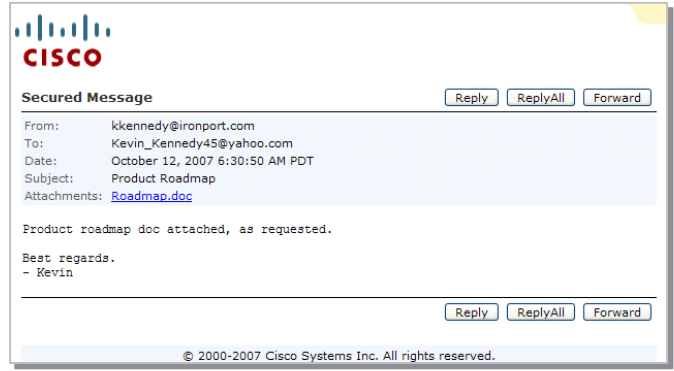 CISCO
Secured Message Reply ReplyAll Forward
From: kkennedy@ironport.com
To: Kevin_Kennedy45@yahoo.com
Date: October 12, 2007 6:30:50 AM PDT
Subject: Product Roadmap
Attachments: Roadmap.doc
Product roadmap doc attached, as requested.
Best regards.
- Kevin
Reply ReplyAll Forward
© 2000-2007 Cisco Systems Inc. All rights reserved.